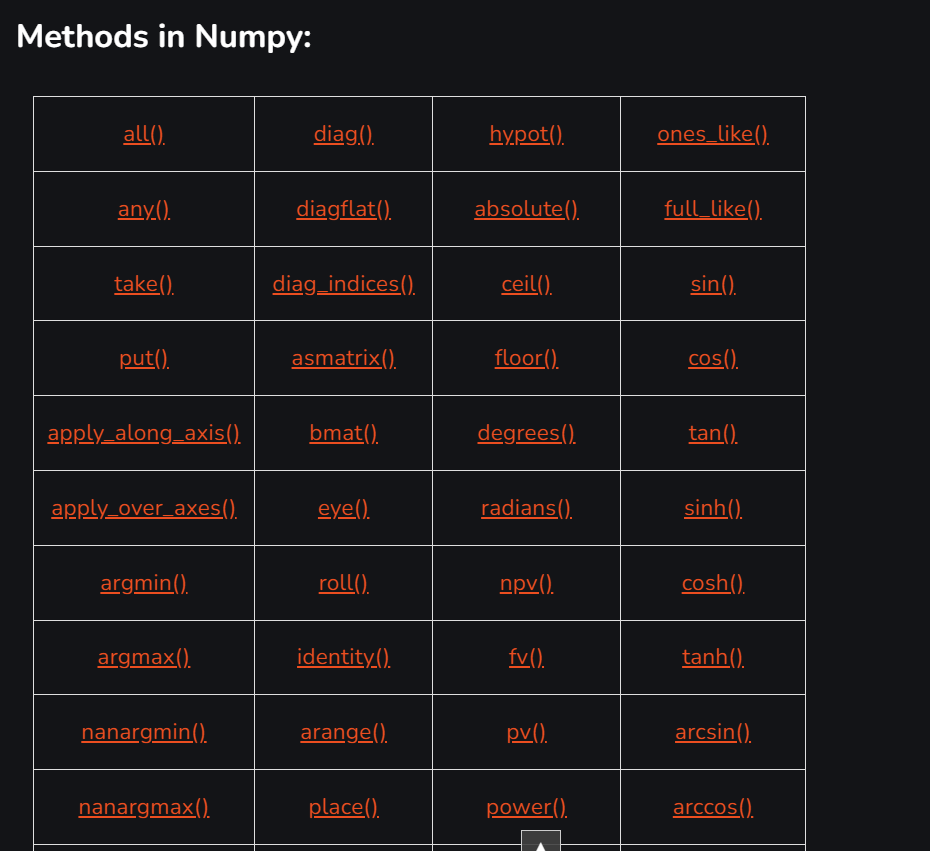 Methods in Numpy:
all() diag() hypot() ones_like()
any() diagflat() absolute() full_like()
take() diag_indices() ceil() sin()
put() asmatrix() floor() cos()
apply_along_axis() bmat() degrees() tan()
apply_over_axes() eye() radians() sinh()
argmin() roll() npv() cosh()
argmax() identity() fv() tanh()
nanargmin() arange() pv() arcsin()
nanargmax() place() power() arccos()